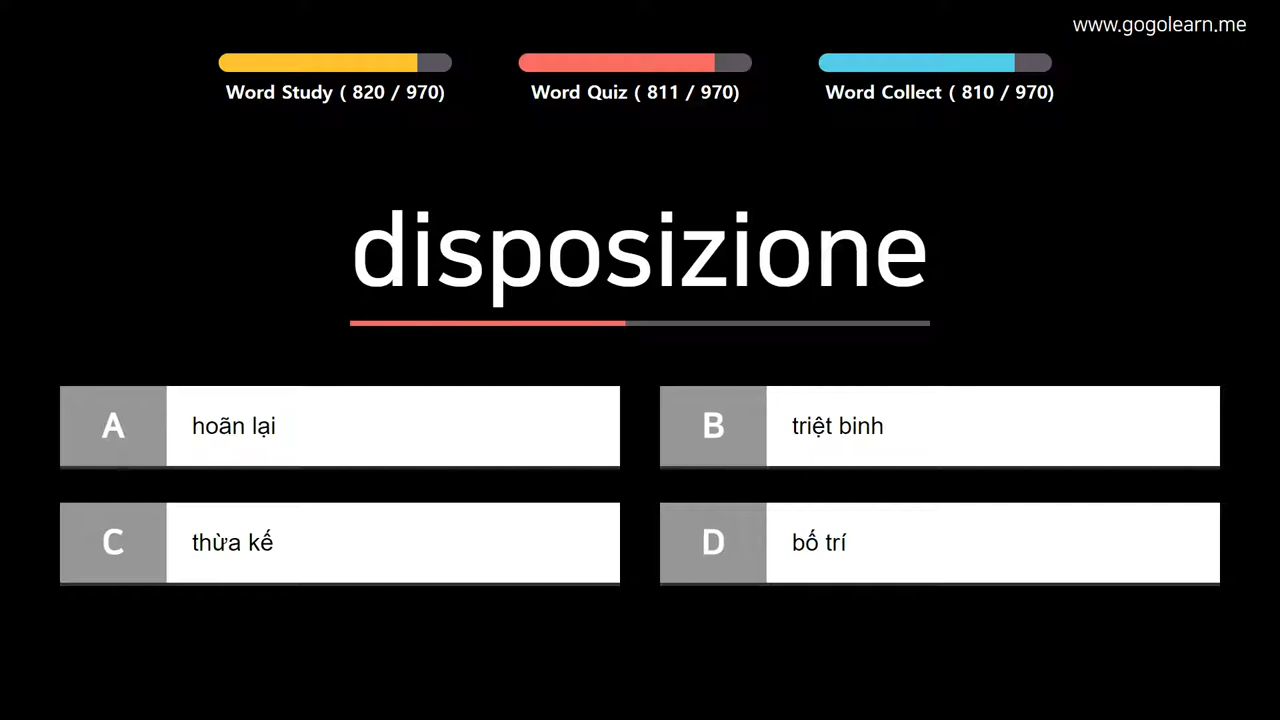 www.gogolearn.me
Word Study ( 820 / 970)
Word Quiz ( 811 / 970)
Word Collect ( 810 / 970)
disposizione
A hoãn lại
B triệt binh
C thừa kế
D bố trí